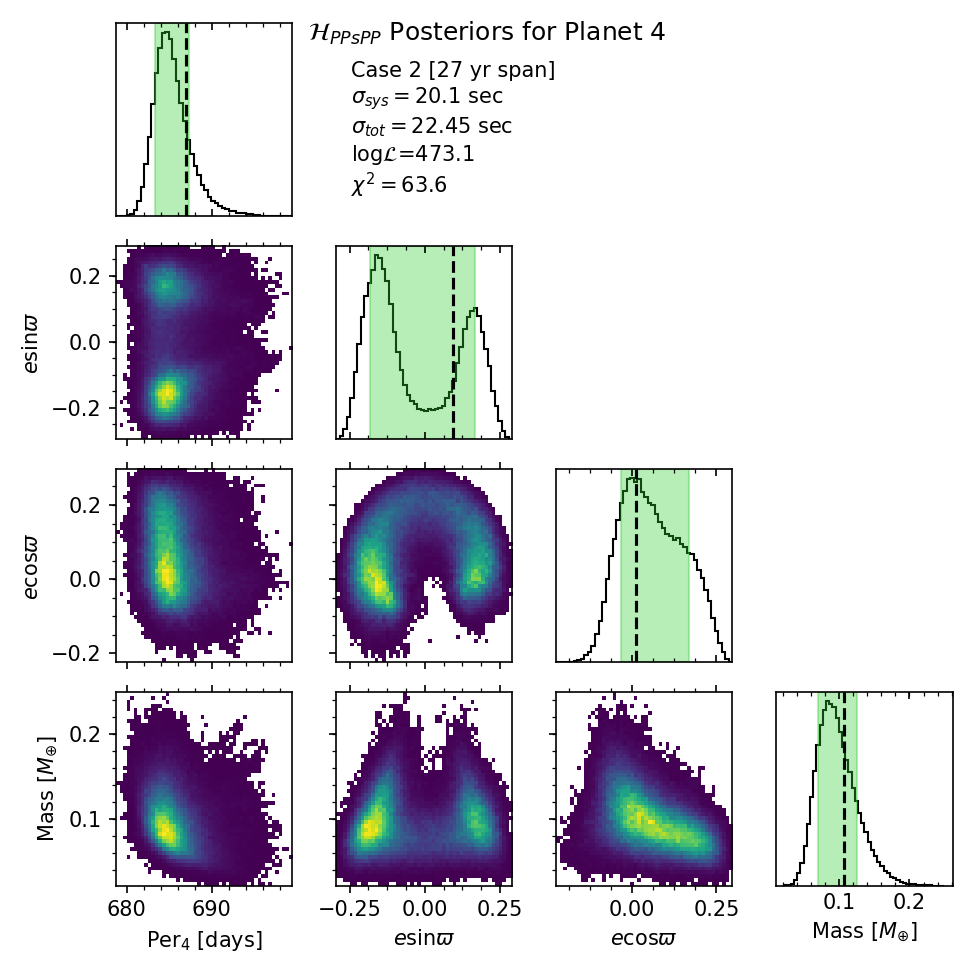 ℋ_PPsPP Posteriors for Planet 4
Case 2 [27 yr span]
σ_sys = 20.1 sec
σ_tot = 22.45 sec
logℒ=473.1
χ² = 63.6
esinϖ
0.2
0.0
−0.2
ecosϖ
0.2
0.0
−0.2
Mass [M⊕]
0.2
0.1
680 690
Per₄ [days]
−0.25 0.00 0.25
esinϖ
0.00 0.25
ecosϖ
0.1 0.2
Mass [M⊕]